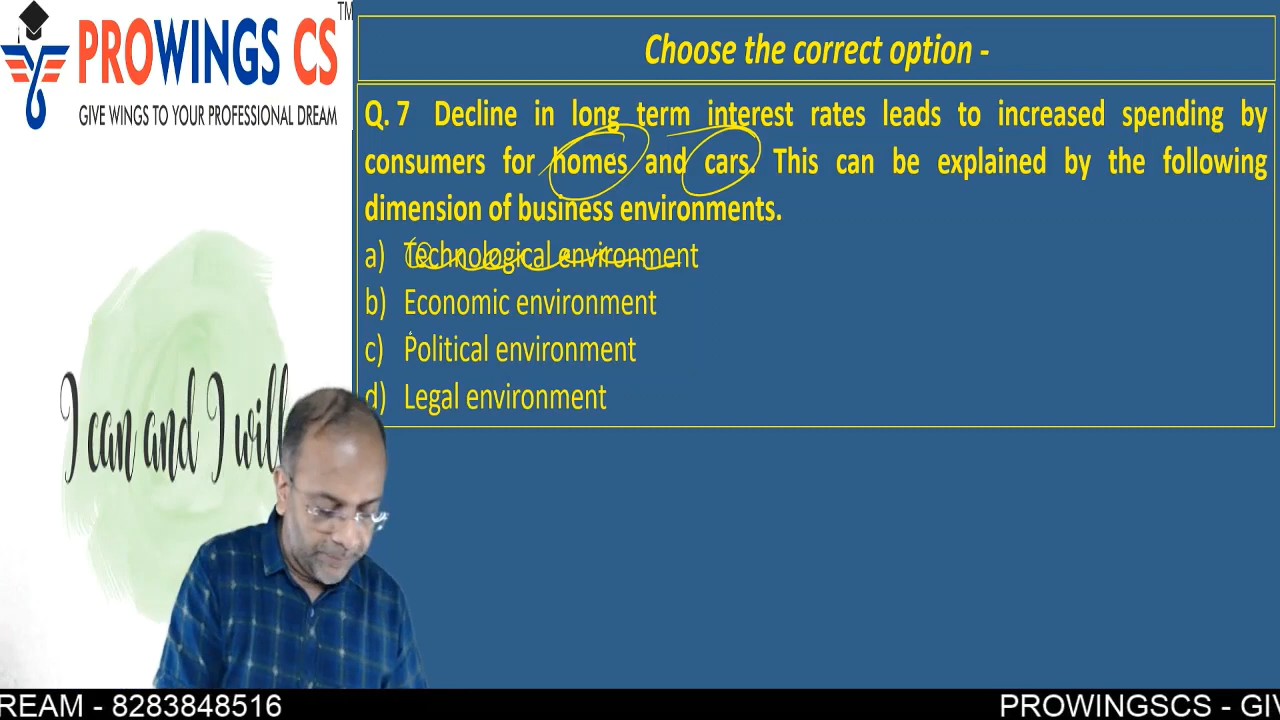 TM
PROWINGS CS
GIVE WINGS TO YOUR PROFESSIONAL DREAM
Choose the correct option -
Q. 7 Decline in long term interest rates leads to increased spending by
consumers for homes and cars. This can be explained by the following
dimension of business environments.
a) Technological environment
b) Economic environment
c) Political environment
d) Legal environment
I can and I will
REAM - 8283848516
PROWINGSCS - GIV